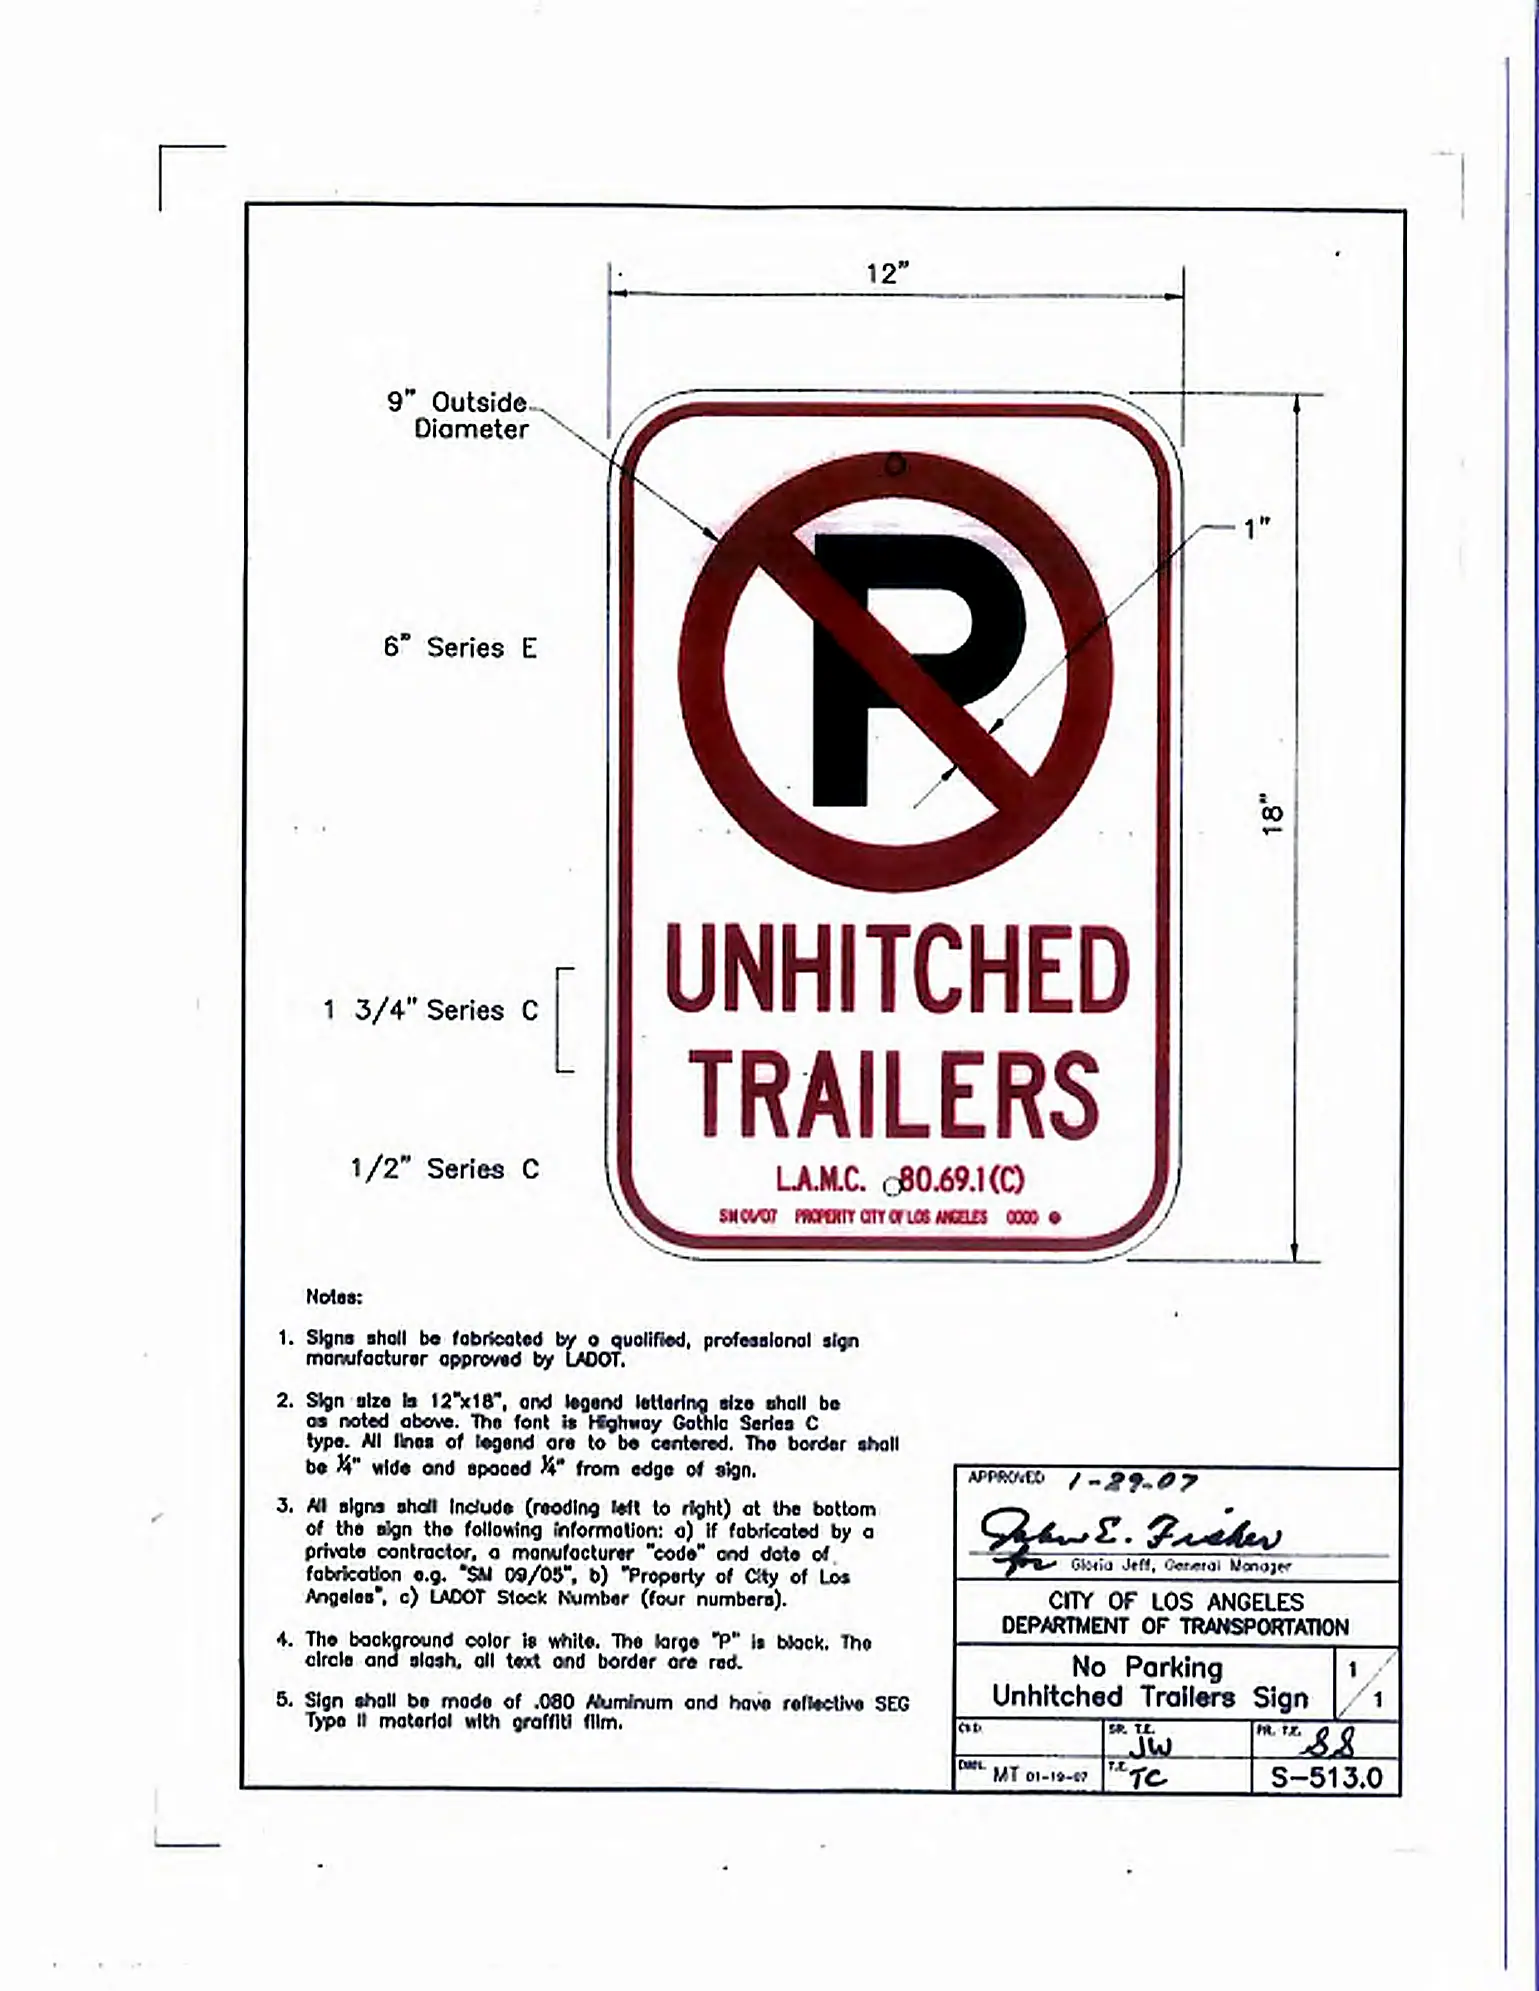 12"
9" Outside
Diameter
1"
6" Series E
18"
UNHITCHED
1 3/4" Series C
TRAILERS
1/2" Series C
L.A.M.C. 80.69.1(C)
SM 01/07 PROPERTY CITY OF LOS ANGELES 0000
Notes:
1. Signs shall be fabricated by a qualified, professional sign
manufacturer approved by LADOT.
2. Sign size is 12"x18", and legend lettering size shall be
as noted above. The font is Highway Gothic Series C
type. All lines of legend are to be centered. The border shall
be ¼" wide and spaced ¼" from edge of sign.
3. All signs shall include (reading left to right) at the bottom
of the sign the following information: a) if fabricated by a
private contractor, a manufacturer "code" and date of
fabrication e.g. "SM 09/05", b) "Property of City of Los
Angeles", c) LADOT Stock Number (four numbers).
4. The background color is white. The large "P" is black. The
circle and slash, all text and border are red.
5. Sign shall be made of .080 Aluminum and have reflective SEG
Type II material with graffiti film.
APPROVED 1-29-07
John E. Fisher
for Gloria Jeff, General Manager
CITY OF LOS ANGELES
DEPARTMENT OF TRANSPORTATION
No Parking
Unhitched Trailers Sign
1/1
SR. T.E. JW
PR. T.E. SS
MT 01-19-07
T.E. TC
S-513.0